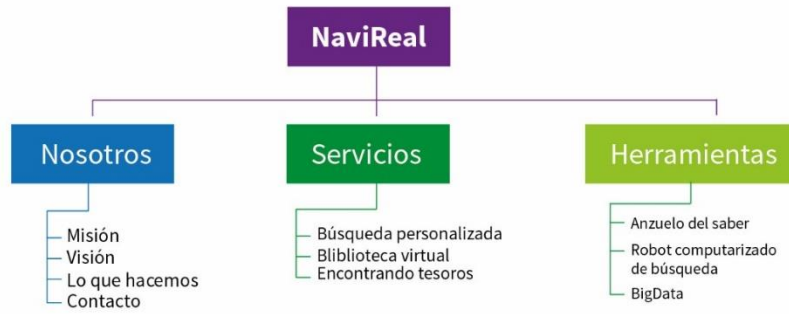 NaviReal
Nosotros
Misión
Visión
Lo que hacemos
Contacto
Servicios
Búsqueda personalizada
Bliblioteca virtual
Encontrando tesoros
Herramientas
Anzuelo del saber
Robot computarizado
de búsqueda
BigData